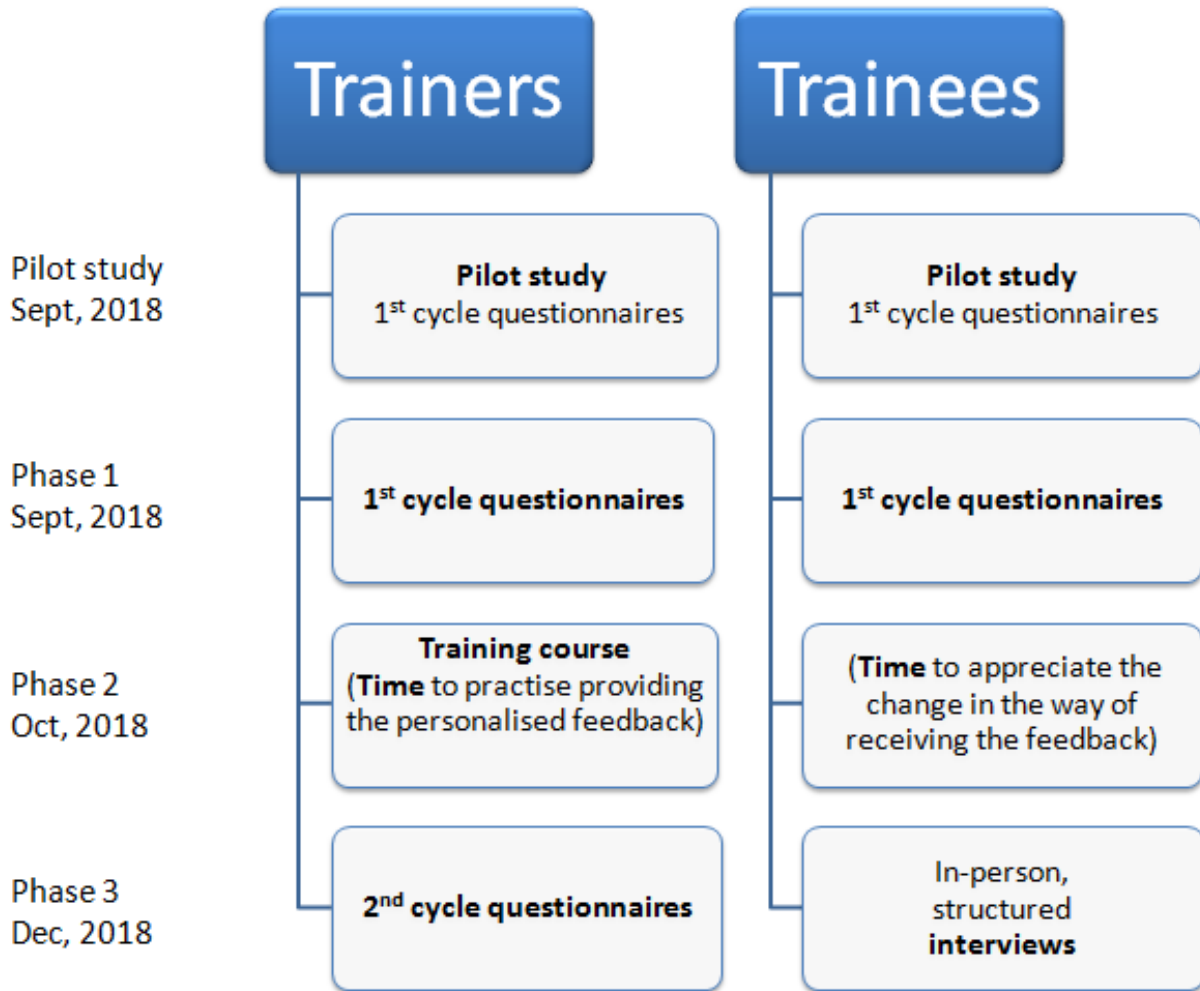 Trainers
Trainees
Pilot study
Sept, 2018
Pilot study
1st cycle questionnaires
Pilot study
1st cycle questionnaires
Phase 1
Sept, 2018
1st cycle questionnaires
1st cycle questionnaires
Phase 2
Oct, 2018
Training course
(Time to practise providing
the personalised feedback)
(Time to appreciate the
change in the way of
receiving the feedback)
Phase 3
Dec, 2018
2nd cycle questionnaires
In-person,
structured
interviews